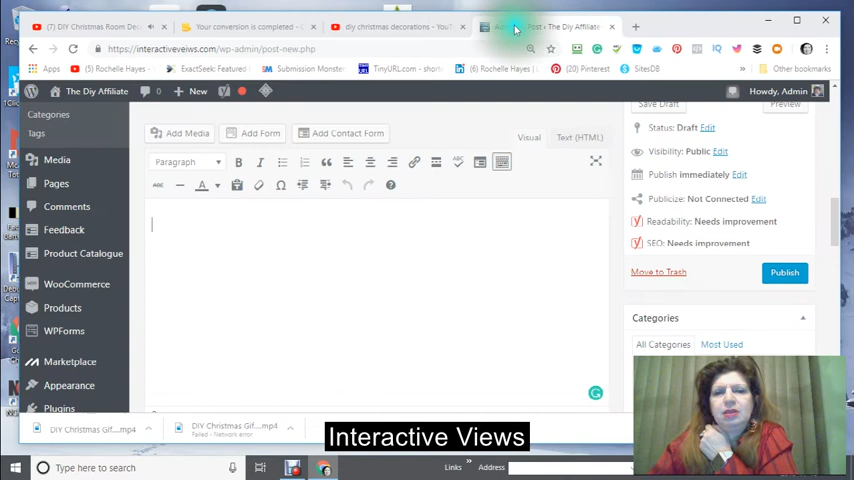 (7) DIY Christmas Room Dec
Your conversion is completed - C
diy christmas decorations - YouT
Post ‹ The Diy Affiliate
https://interactiveiws.com/wp-admin/post-new.php
Apps
(5) Rochelle Hayes |
ExactSeek: Featured
Submission Monster
TinyURL.com - short
(1) Rochelle Hayes |
(20) Pinterest
SitesDB
Other bookmarks
The Diy Affiliate
0
New
Howdy, Admin
Categories
Tags
Media
Pages
Comments
Feedback
Product Catalogue
WooCommerce
Products
WPForms
Marketplace
Appearance
Plugins
Add Media
Add Form
Add Contact Form
Visual
Text (HTML)
Paragraph
B
I
ABC
A
Save Draft
Preview
Status: Draft Edit
Visibility: Public Edit
Publish immediately Edit
Publicize: Not Connected Edit
Readability: Needs improvement
SEO: Needs improvement
Move to Trash
Publish
Categories
All Categories
Most Used
DIY Christmas Gif....mp4
DIY Christmas Gif....mp4
Failed - Network error
Interactive Views
Type here to search
Links
Address